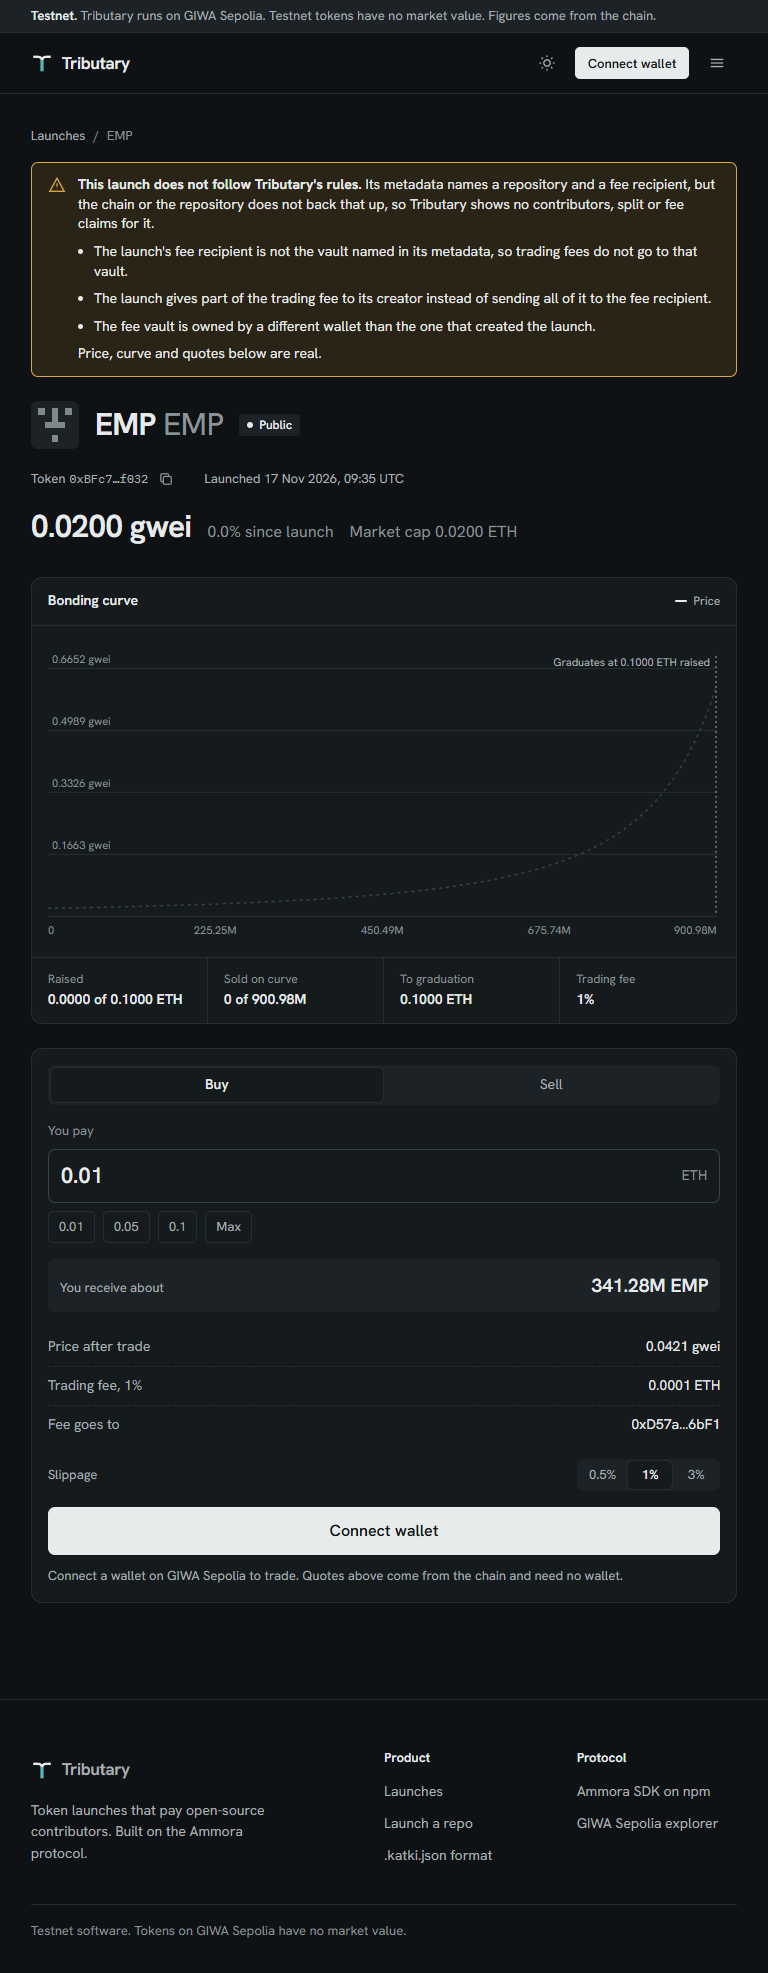 Testnet. Tributary runs on GIWA Sepolia. Testnet tokens have no market value. Figures come from the chain.
Tributary
Connect wallet
Launches / EMP
This launch does not follow Tributary's rules. Its metadata names a repository and a fee recipient, but
the chain or the repository does not back that up, so Tributary shows no contributors, split or fee
claims for it.
• The launch's fee recipient is not the vault named in its metadata, so trading fees do not go to that
vault.
• The launch gives part of the trading fee to its creator instead of sending all of it to the fee recipient.
• The fee vault is owned by a different wallet than the one that created the launch.
Price, curve and quotes below are real.
EMP EMP • Public
Token 0xBFc7…f032 Launched 17 Nov 2026, 09:35 UTC
0.0200 gwei 0.0% since launch Market cap 0.0200 ETH
Bonding curve
Price
0.6652 gwei
Graduates at 0.1000 ETH raised
0.4989 gwei
0.3326 gwei
0.1663 gwei
0 225.25M 450.49M 675.74M 900.98M
Raised
0.0000 of 0.1000 ETH
Sold on curve
0 of 900.98M
To graduation
0.1000 ETH
Trading fee
1%
Buy Sell
You pay
0.01 ETH
0.01 0.05 0.1 Max
You receive about 341.28M EMP
Price after trade 0.0421 gwei
Trading fee, 1% 0.0001 ETH
Fee goes to 0xD57a…6bF1
Slippage 0.5% 1% 3%
Connect wallet
Connect a wallet on GIWA Sepolia to trade. Quotes above come from the chain and need no wallet.
Tributary
Token launches that pay open-source
contributors. Built on the Ammora
protocol.
Product
Launches
Launch a repo
.katki.json format
Protocol
Ammora SDK on npm
GIWA Sepolia explorer
Testnet software. Tokens on GIWA Sepolia have no market value.